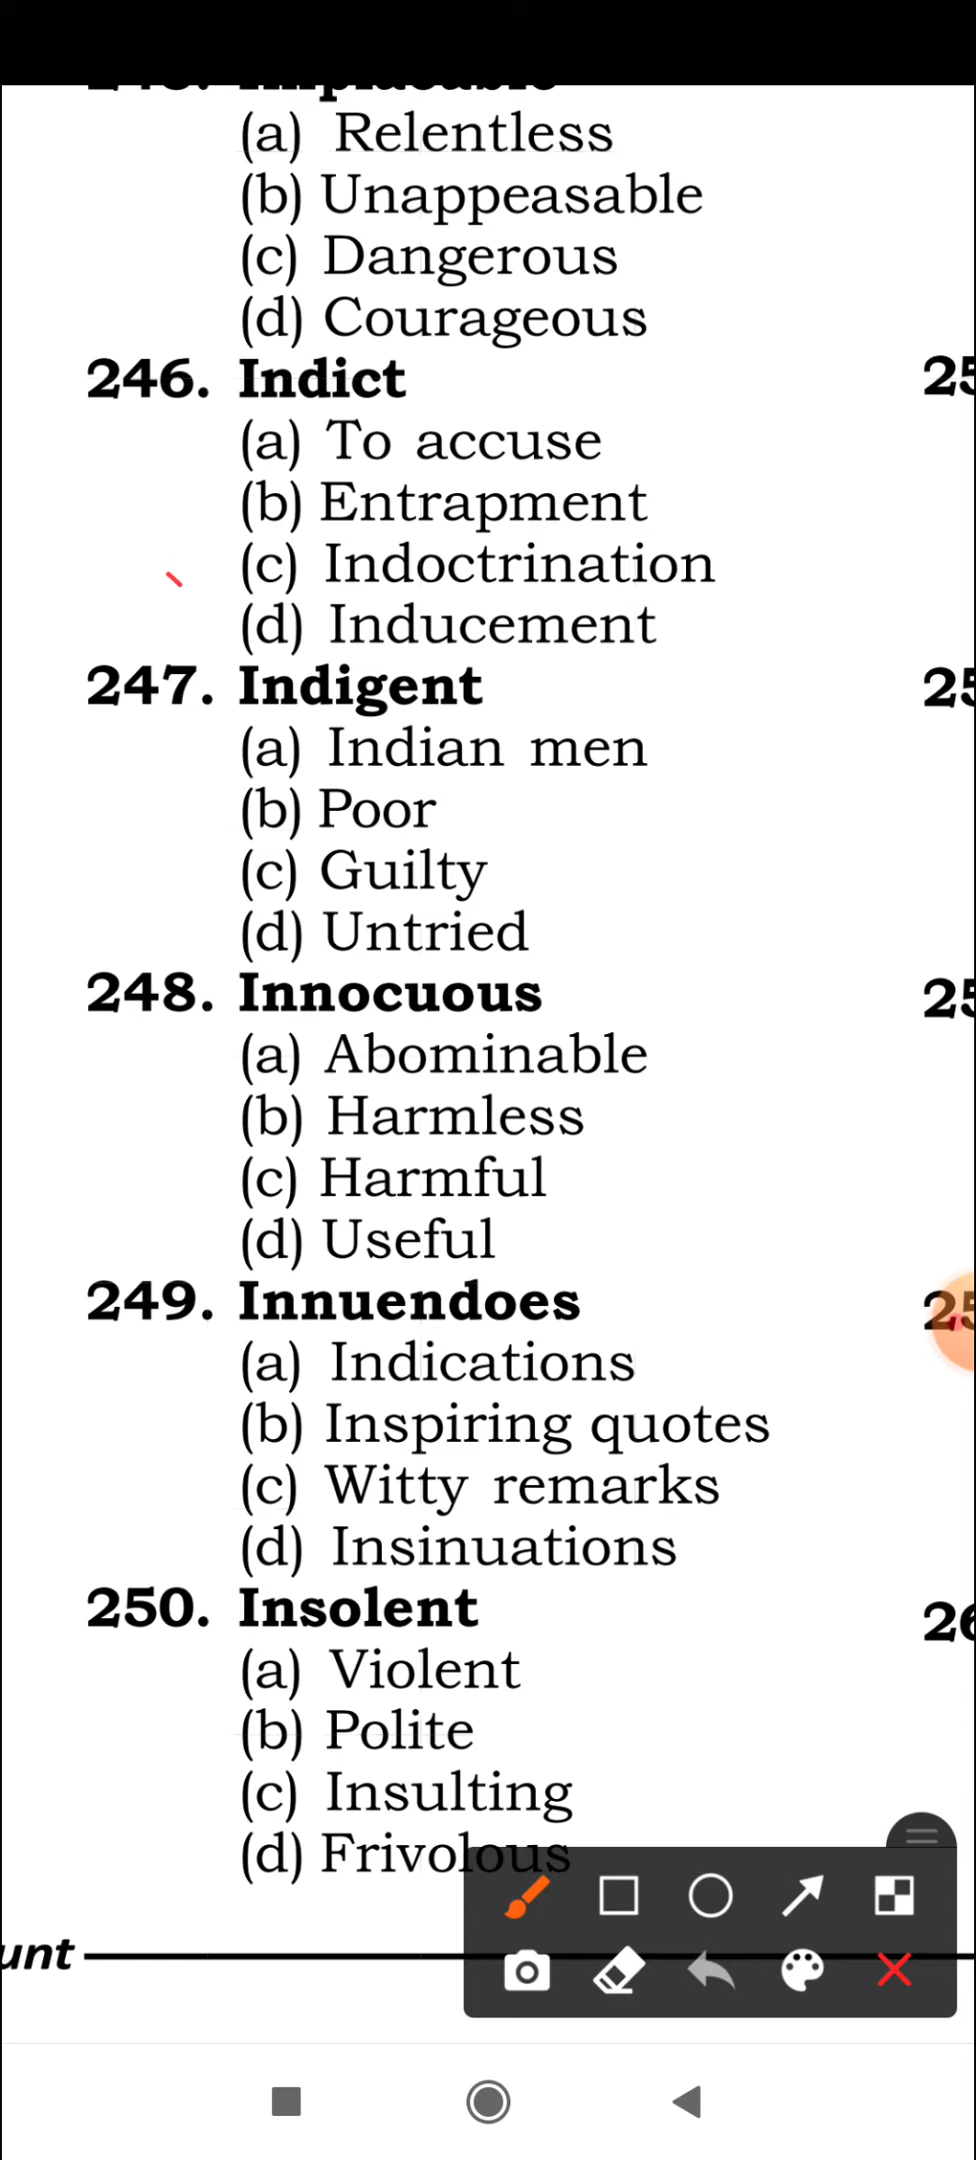 (a) Relentless
(b) Unappeasable
(c) Dangerous
(d) Courageous
246. Indict
(a) To accuse
(b) Entrapment
(c) Indoctrination
(d) Inducement
247. Indigent
(a) Indian men
(b) Poor
(c) Guilty
(d) Untried
248. Innocuous
(a) Abominable
(b) Harmless
(c) Harmful
(d) Useful
249. Innuendoes
(a) Indications
(b) Inspiring quotes
(c) Witty remarks
(d) Insinuations
250. Insolent
(a) Violent
(b) Polite
(c) Insulting
(d) Frivolous
unt